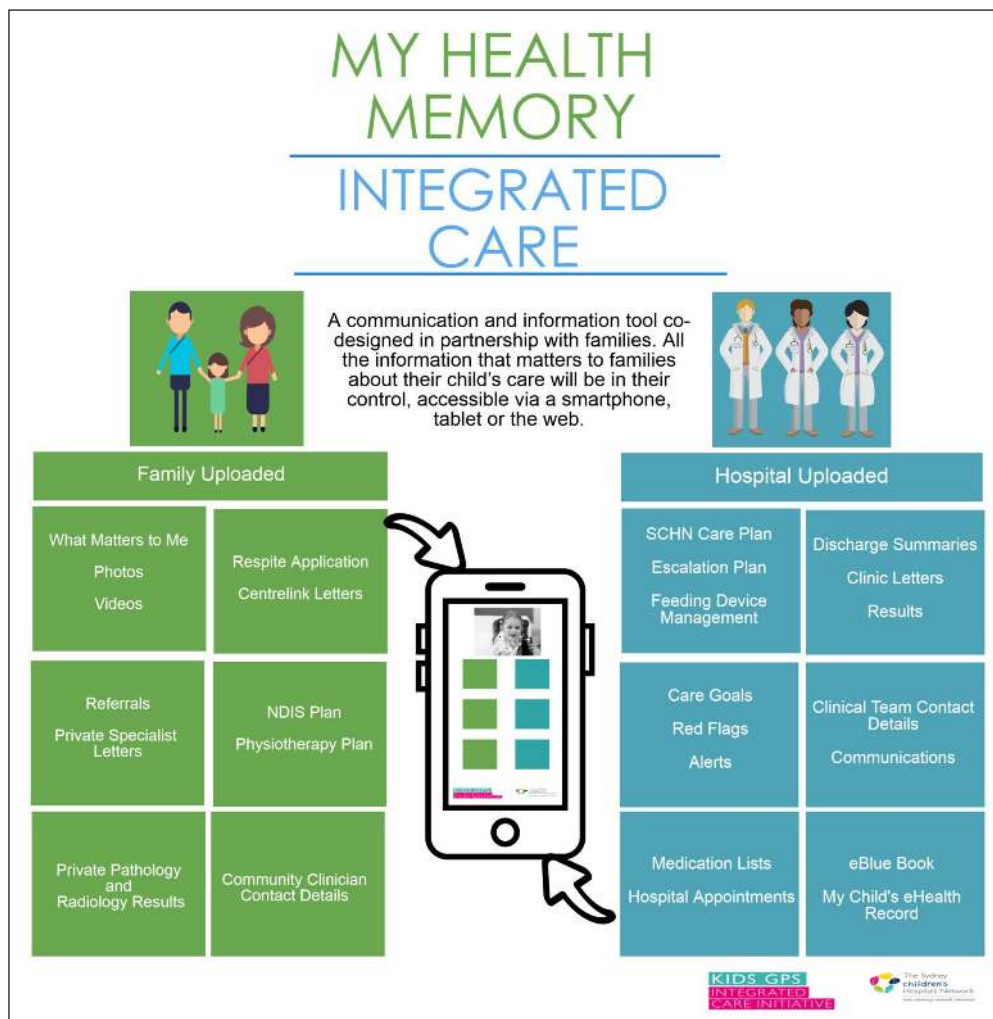 MY HEALTH
MEMORY
INTEGRATED
CARE
A communication and information tool co-
designed in partnership with families. All
the information that matters to families
about their child's care will be in their
control, accessible via a smartphone,
tablet or the web.
Family Uploaded
What Matters to Me
Photos
Videos
Respite Application
Centrelink Letters
Referrals
Private Specialist
Letters
NDIS Plan
Physiotherapy Plan
Private Pathology
and
Radiology Results
Community Clinician
Contact Details
Hospital Uploaded
SCHN Care Plan
Escalation Plan
Feeding Device
Management
Discharge Summaries
Clinic Letters
Results
Care Goals
Red Flags
Alerts
Clinical Team Contact
Details
Communications
Medication Lists
Hospital Appointments
eBlue Book
My Child's eHealth
Record
KIDS GPS
INTEGRATED
CARE INITIATIVE
The Sydney
children's
Hospitals Network